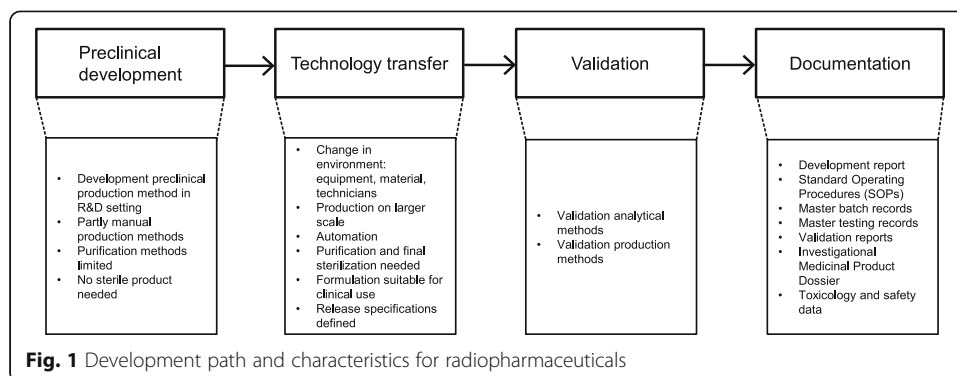 Preclinical
development
Technology transfer
Validation
Documentation
• Development preclinical
production method in
R&D setting
• Partly manual
production methods
• Purification methods
limited
• No sterile product
needed
• Change in
environment:
equipment, material,
technicians
• Production on larger
scale
• Automation
• Purification and final
sterilization needed
• Formulation suitable for
clinical use
• Release specifications
defined
• Validation analytical
methods
• Validation production
methods
• Development report
• Standard Operating
Procedures (SOPs)
• Master batch records
• Master testing records
• Validation reports
• Investigational
Medicinal Product
Dossier
• Toxicology and safety
data
Fig. 1 Development path and characteristics for radiopharmaceuticals